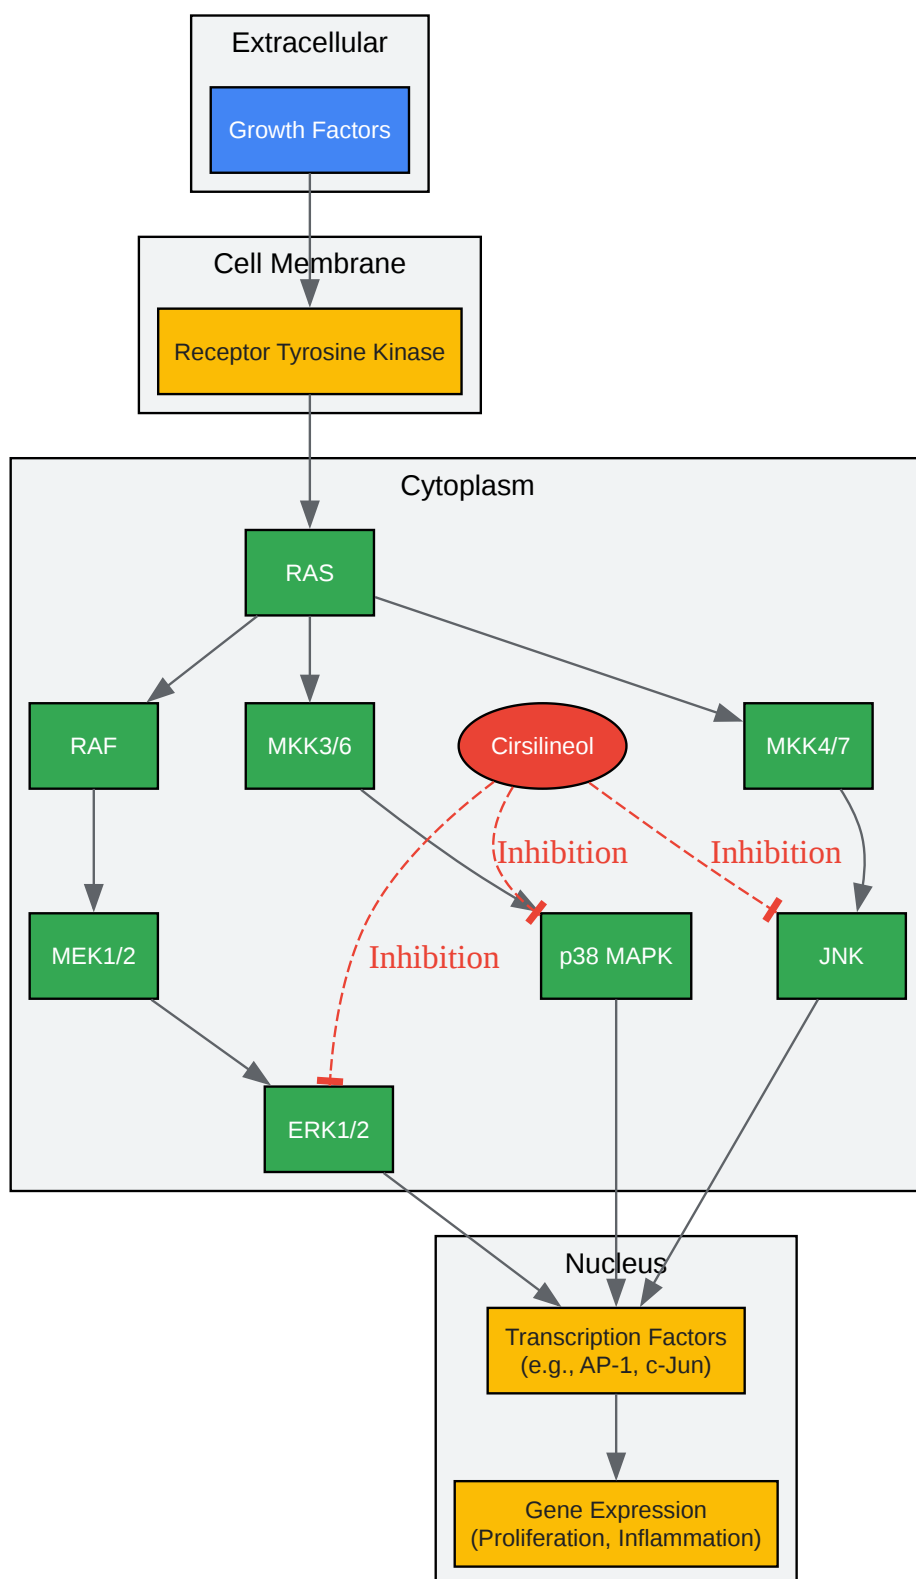 Extracellular
Growth Factors
Cell Membrane
Receptor Tyrosine Kinase
Cytoplasm
RAS
RAF
MKK3/6
Cirsilineol
MKK4/7
Inhibition
Inhibition
MEK1/2
Inhibition
p38 MAPK
JNK
ERK1/2
Nucleus
Transcription Factors
(e.g., AP-1, c-Jun)
Gene Expression
(Proliferation, Inflammation)